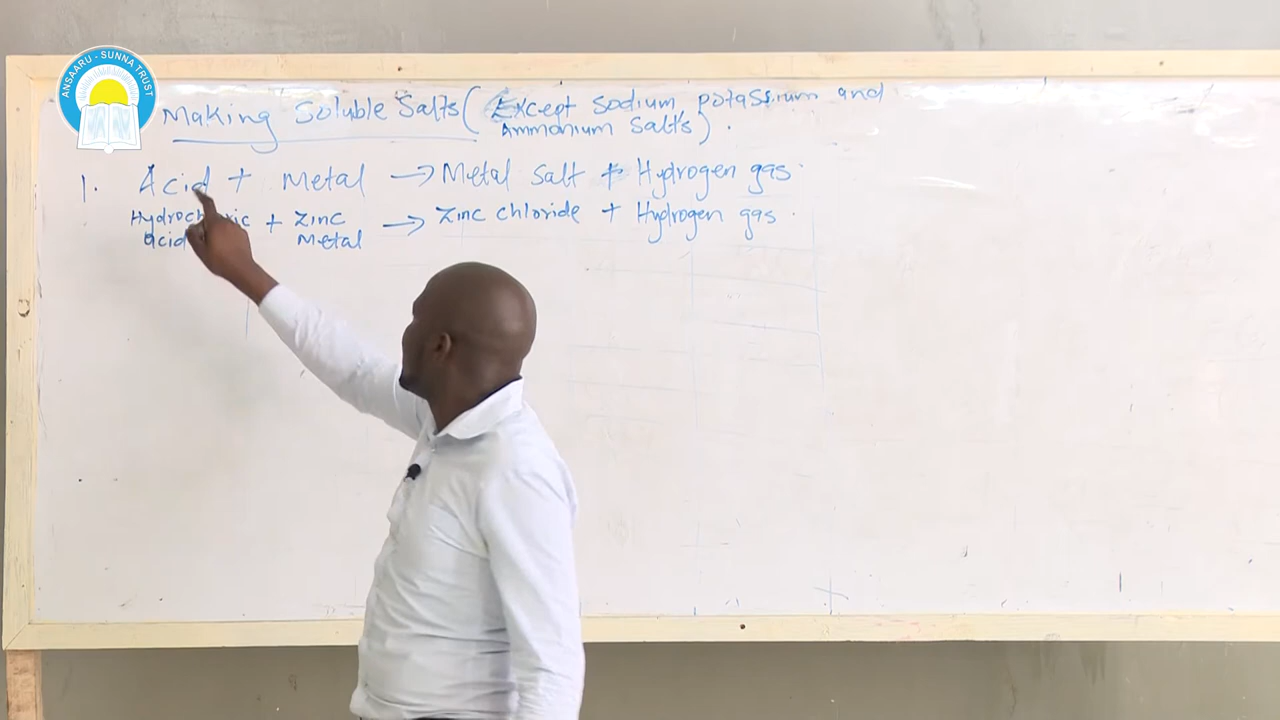 ANSAARU - SUNNA TRUST
Making Soluble Salts (Except sodium, potassium and
Ammonium salts).
1. Acid + Metal → Metal salt + Hydrogen gas.
Hydrochloric acid + Zinc Metal → Zinc chloride + Hydrogen gas.